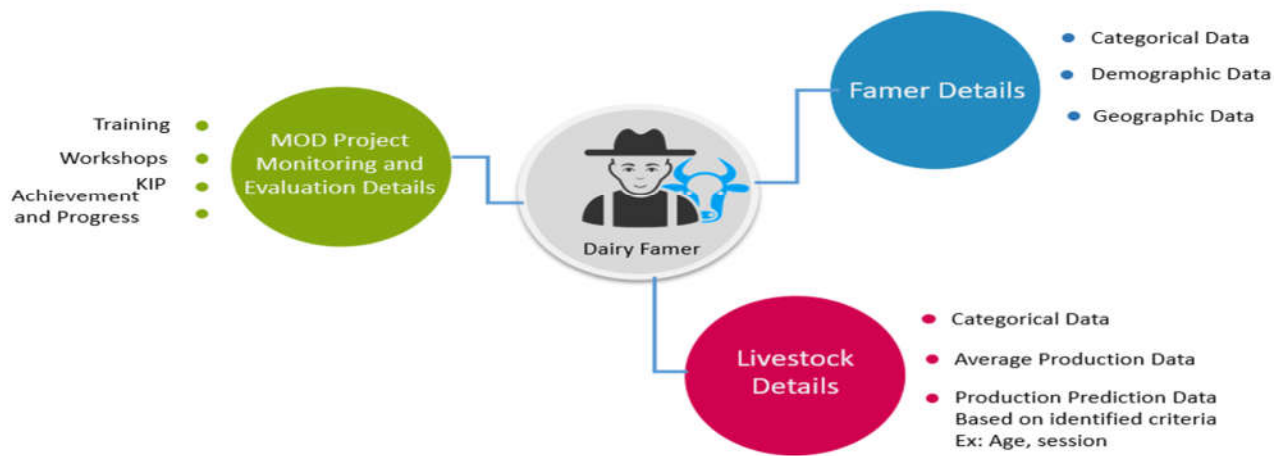 Training
Workshops
KIP
Achievement
and Progress
MOD Project
Monitoring and
Evaluation Details
Dairy Famer
Famer Details
Categorical Data
Demographic Data
Geographic Data
Livestock
Details
Categorical Data
Average Production Data
Production Prediction Data
Based on identified criteria
Ex: Age, session